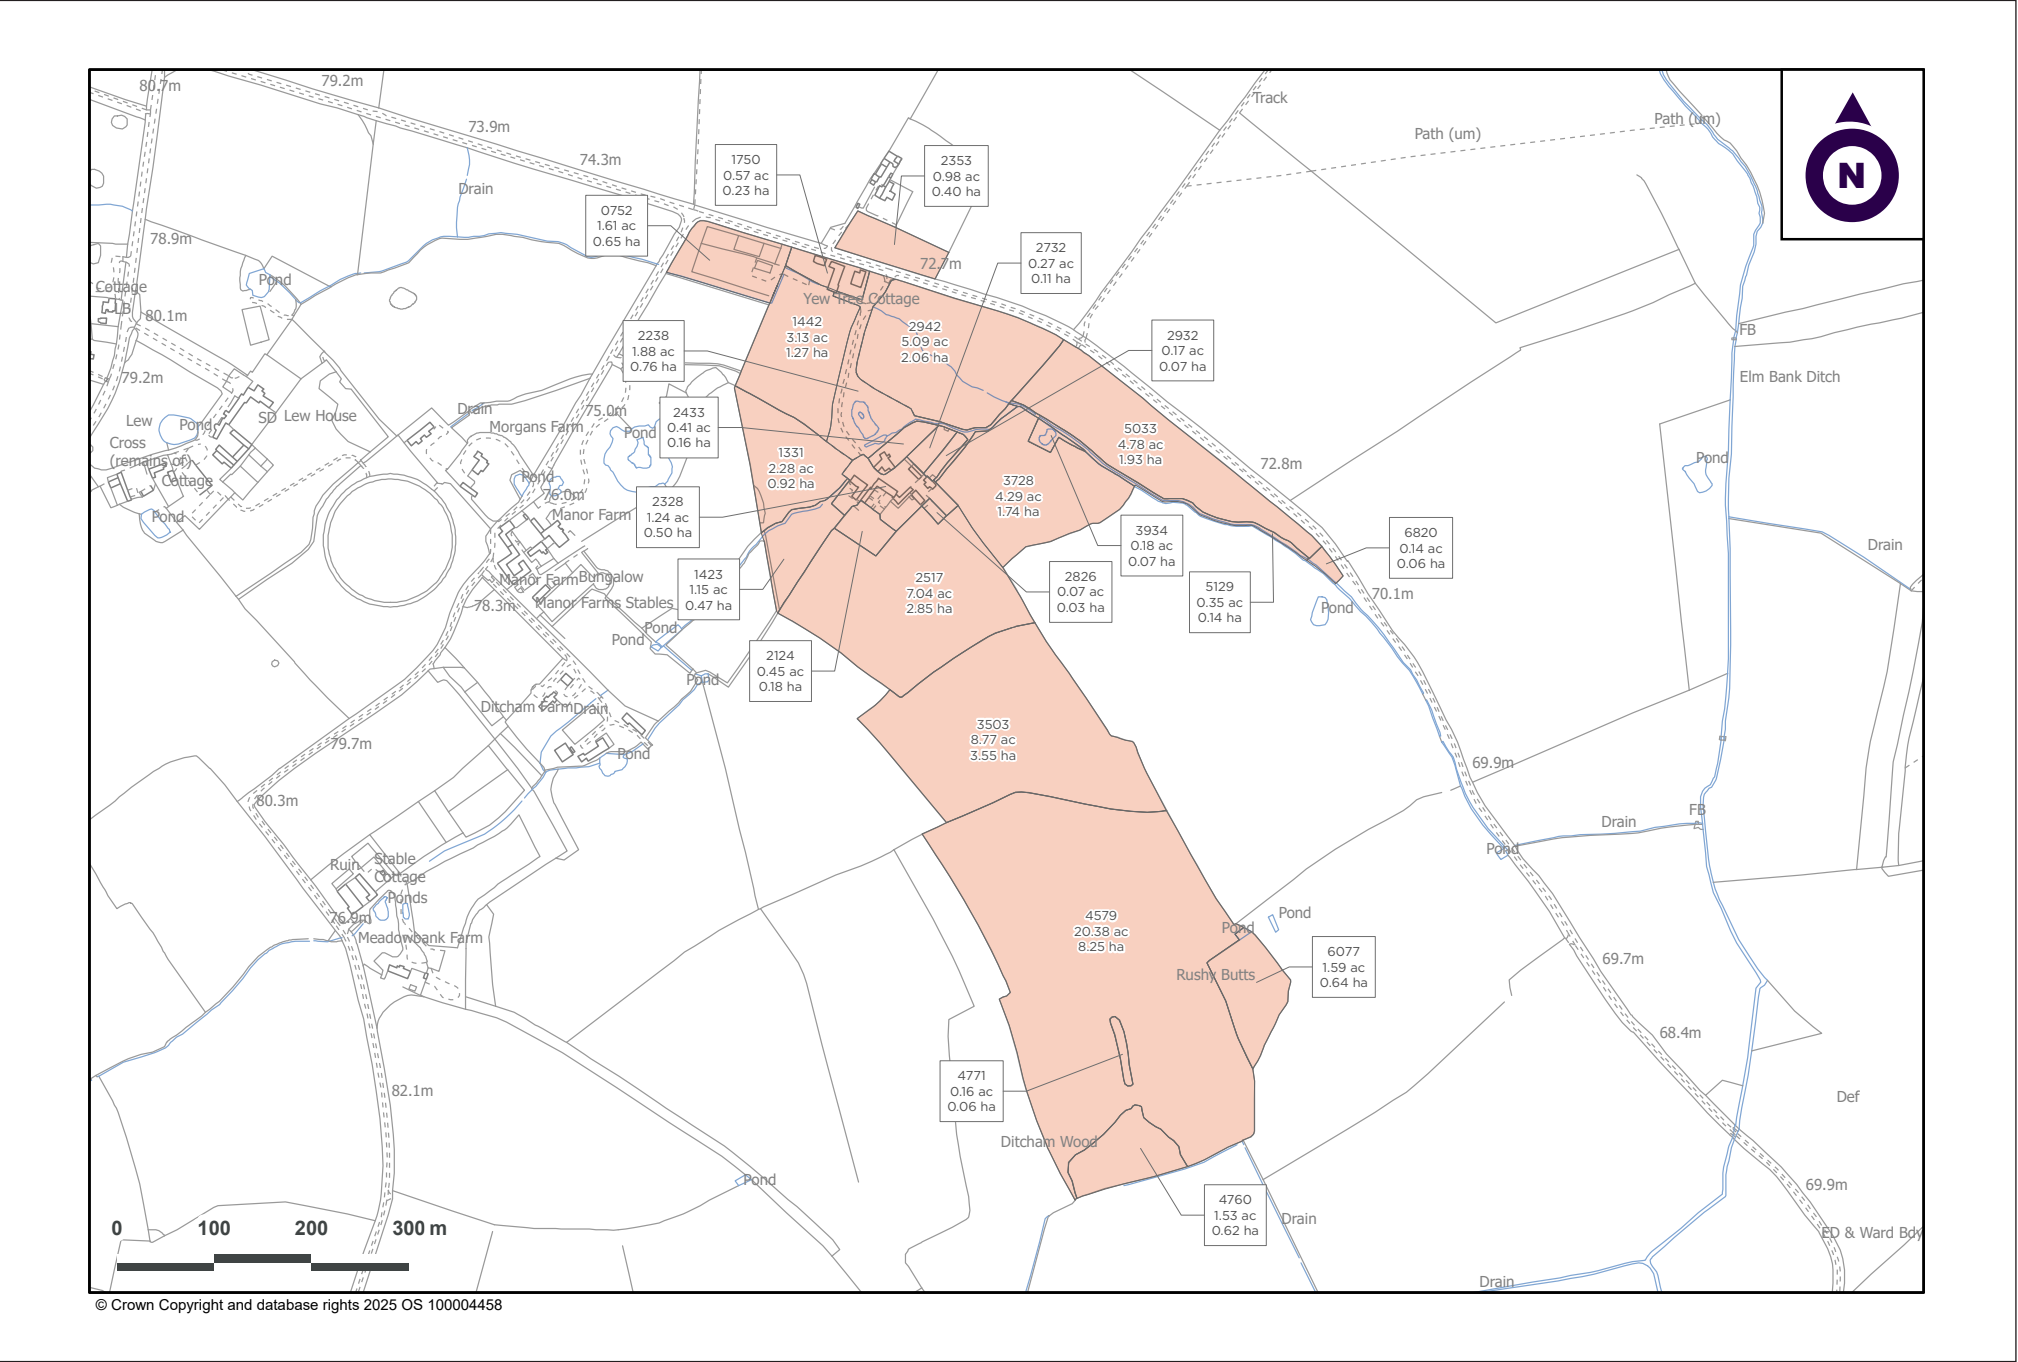 80.7m
79.2m
73.9m
74.3m
Drain
78.9m
Pond
Cottage
LB
80.1m
79.2m
Lew
Cross
(remains of)
Cottage
Pond
Pond
SD
Lew House
Drain
Morgans Farm
75.0m
Pond
Pond
76.0m
Manor Farm
Manor Farm
Bungalow
78.3m
Manor Farms Stables
Pond
Pond
Pond
Ditcham Farm
Drain
Pond
79.7m
80.3m
Ruin
Stable
Cottage
Ponds
76.9m
Meadowbank Farm
82.1m
Pond
1750
0.57 ac
0.23 ha
2353
0.98 ac
0.40 ha
0752
1.61 ac
0.65 ha
72.7m
2732
0.27 ac
0.11 ha
Yew Tree Cottage
1442
3.13 ac
1.27 ha
2942
5.09 ac
2.06 ha
2238
1.88 ac
0.76 ha
2932
0.17 ac
0.07 ha
2433
0.41 ac
0.16 ha
1331
2.28 ac
0.92 ha
5033
4.78 ac
1.93 ha
3728
4.29 ac
1.74 ha
2328
1.24 ac
0.50 ha
3934
0.18 ac
0.07 ha
6820
0.14 ac
0.06 ha
1423
1.15 ac
0.47 ha
2517
7.04 ac
2.85 ha
2826
0.07 ac
0.03 ha
5129
0.35 ac
0.14 ha
2124
0.45 ac
0.18 ha
3503
8.77 ac
3.55 ha
4579
20.38 ac
8.25 ha
Pond
Pond
Rushy Butts
6077
1.59 ac
0.64 ha
4771
0.16 ac
0.06 ha
Ditcham Wood
4760
1.53 ac
0.62 ha
Drain
Track
Path (um)
Path (um)
N
FB
Elm Bank Ditch
72.8m
Pond
Drain
70.1m
Pond
69.9m
FB
Drain
Pond
69.7m
68.4m
Def
69.9m
ED & Ward Bdy
Drain
0 100 200 300 m
© Crown Copyright and database rights 2025 OS 100004458